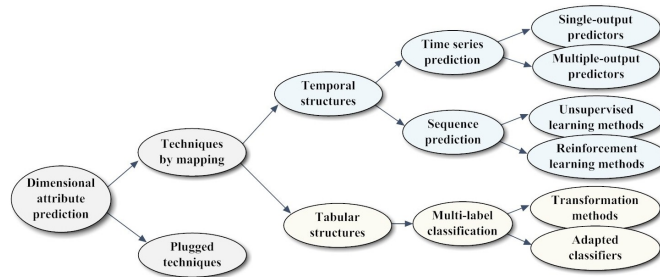 Single-output
predictors
Time series
prediction
Multiple-output
predictors
Temporal
structures
Unsupervised
learning methods
Sequence
prediction
Techniques
by mapping
Reinforcement
learning methods
Dimensional
attribute
prediction
Transformation
methods
Tabular
structures
Multi-label
classification
Plugged
techniques
Adapted
classifiers